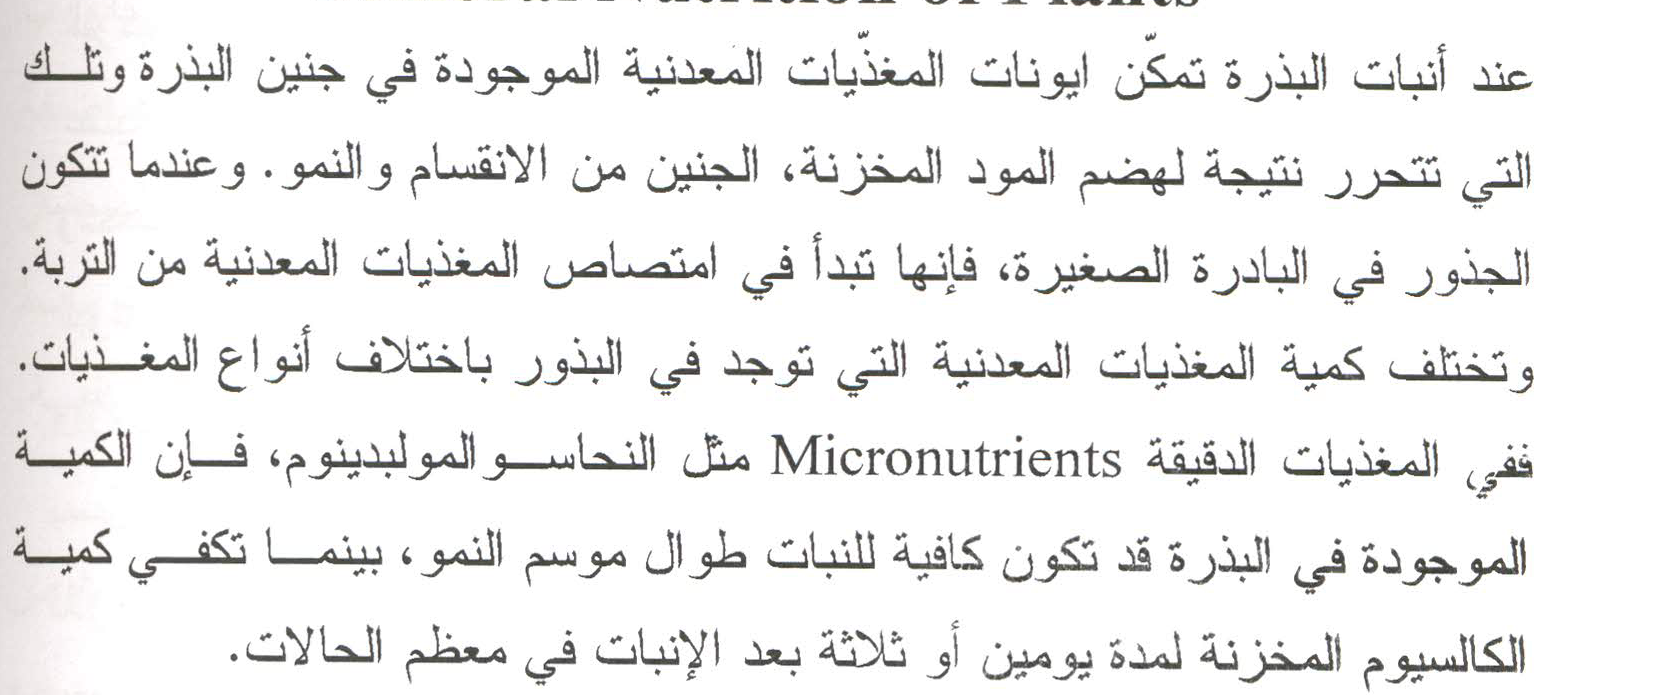 Nutrition of Plants
عند أنبات البذرة تمكّن ايونات المغذّيات المعدنية الموجودة في جنين البذرة وتلك
التي تتحرر نتيجة لهضم المود المخزنة، الجنين من الانقسام والنمو. وعندما تتكون
الجذور في البادرة الصغيرة، فإنها تبدأ في امتصاص المغذيات المعدنية من التربة.
وتختلف كمية المغذيات المعدنية التي توجد في البذور باختلاف أنواع المغذيات.
ففي المغذيات الدقيقة Micronutrients مثل النحاسوالمولبدينوم، فإن الكمية
الموجودة في البذرة قد تكون كافية للنبات طوال موسم النمو، بينما تكفي كمية
الكالسيوم المخزنة لمدة يومين أو ثلاثة بعد الإنبات في معظم الحالات.